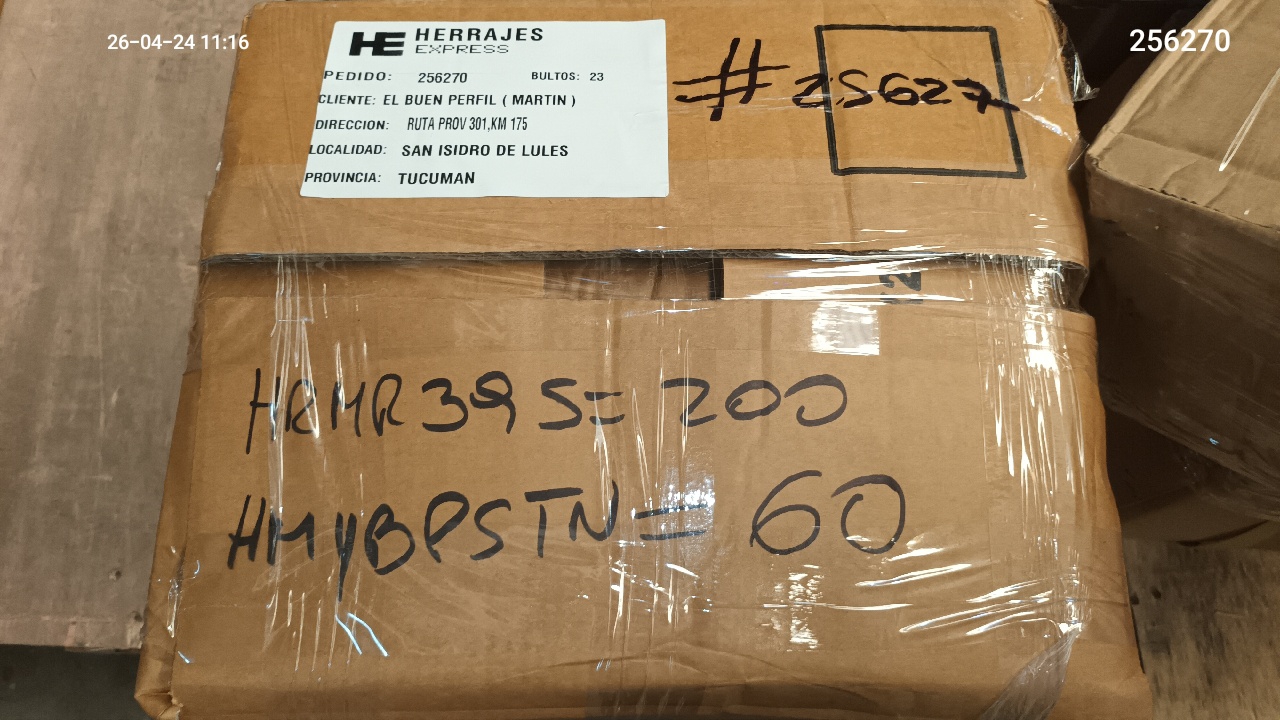 26-04-24 11:16
256270
HE HERRAJES
EXPRESS
PEDIDO: 256270 BULTOS: 23
CLIENTE: EL BUEN PERFIL ( MARTIN )
DIRECCION: RUTA PROV 301,KM 175
LOCALIDAD: SAN ISIDRO DE LULES
PROVINCIA: TUCUMAN
#25627
HRMR39S=200
HMYBPSTN=60